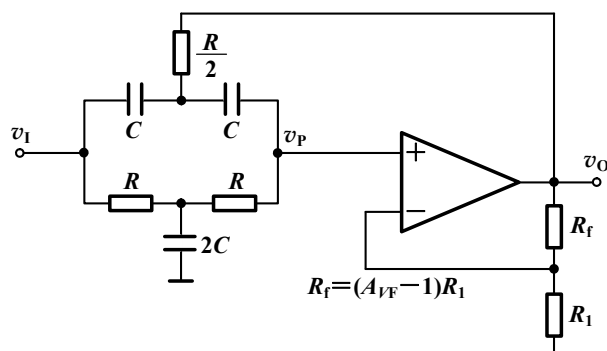 R
2
C
C
v_I
v_P
v_O
R
R
2C
+
−
R_f
R_f=(A_VF−1)R_1
R_1